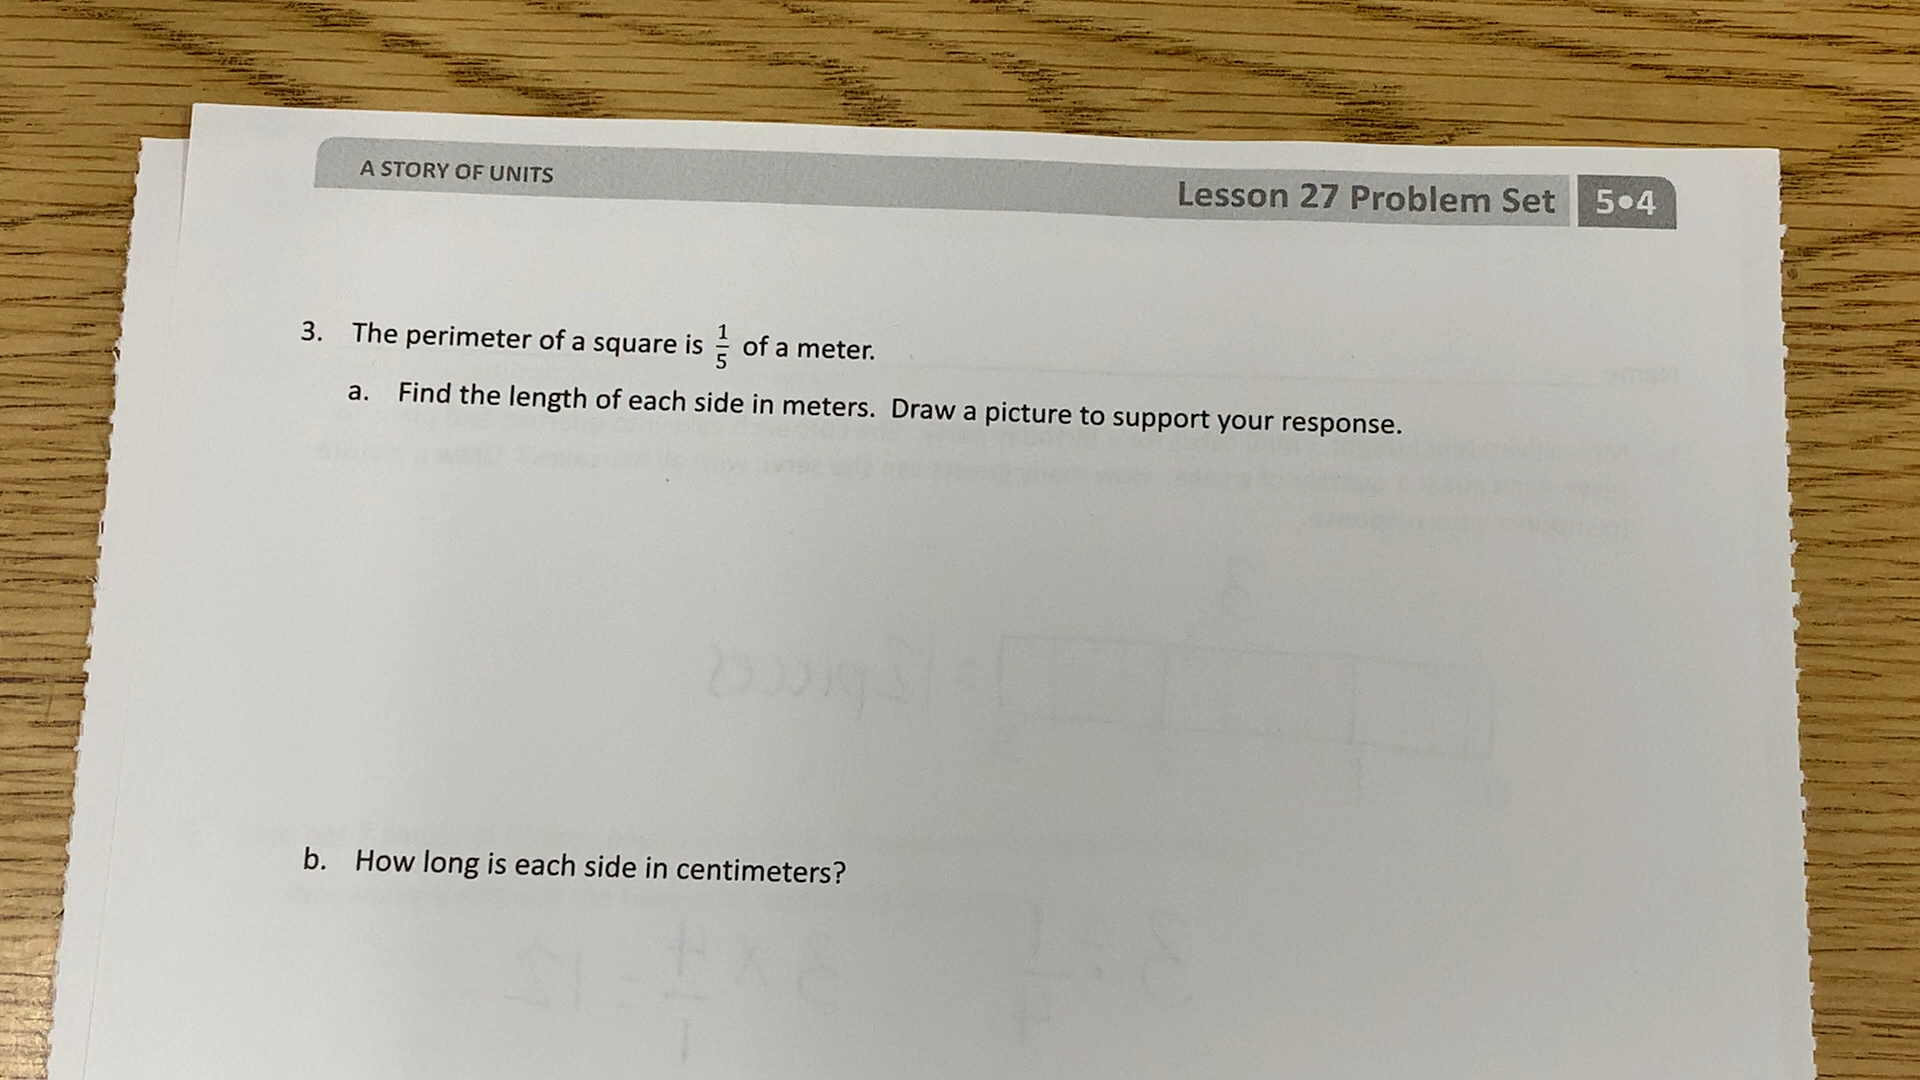 A STORY OF UNITS
Lesson 27 Problem Set 5•4
3. The perimeter of a square is 1/5 of a meter.
a. Find the length of each side in meters. Draw a picture to support your response.
b. How long is each side in centimeters?